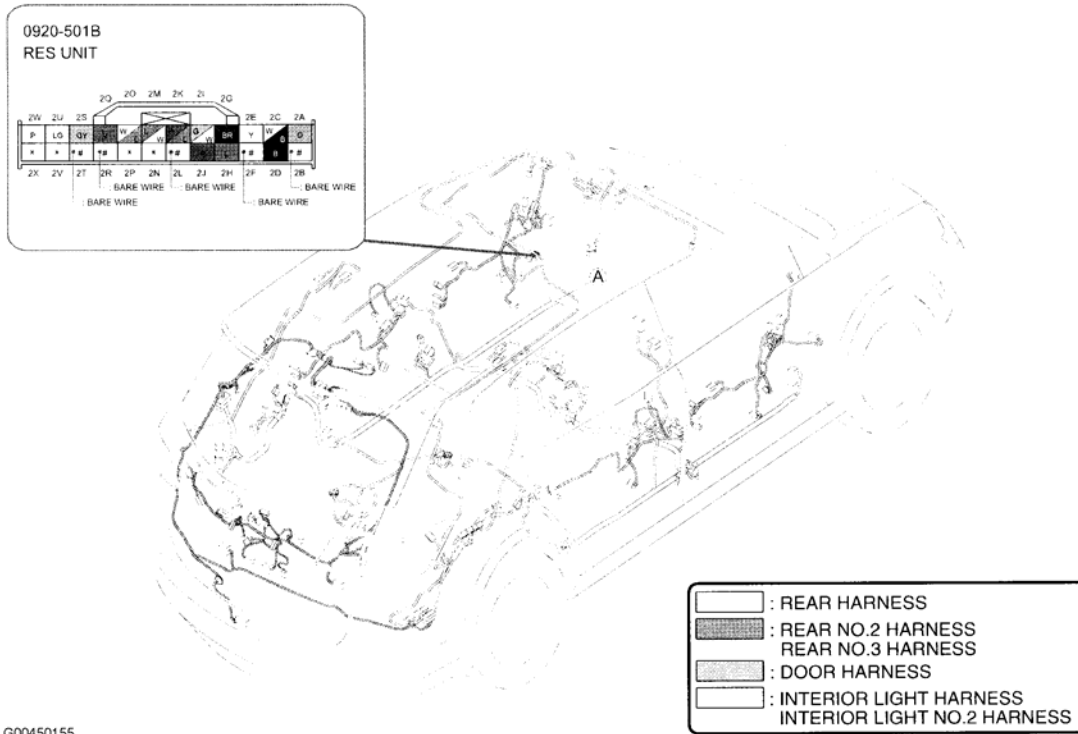 0920-501B
RES UNIT
2Q 2O 2M 2K 2I 2G
2W 2U 2S 2E 2C 2A
P LG GY W L W L G W BR Y W B O
* * *# *# * * *# *# B *#
2X 2V 2T 2R 2P 2N 2L 2J 2H 2F 2D 2B
: BARE WIRE : BARE WIRE : BARE WIRE
: BARE WIRE : BARE WIRE
A
: REAR HARNESS
: REAR NO.2 HARNESS
REAR NO.3 HARNESS
: DOOR HARNESS
: INTERIOR LIGHT HARNESS
INTERIOR LIGHT NO.2 HARNESS
G00450155